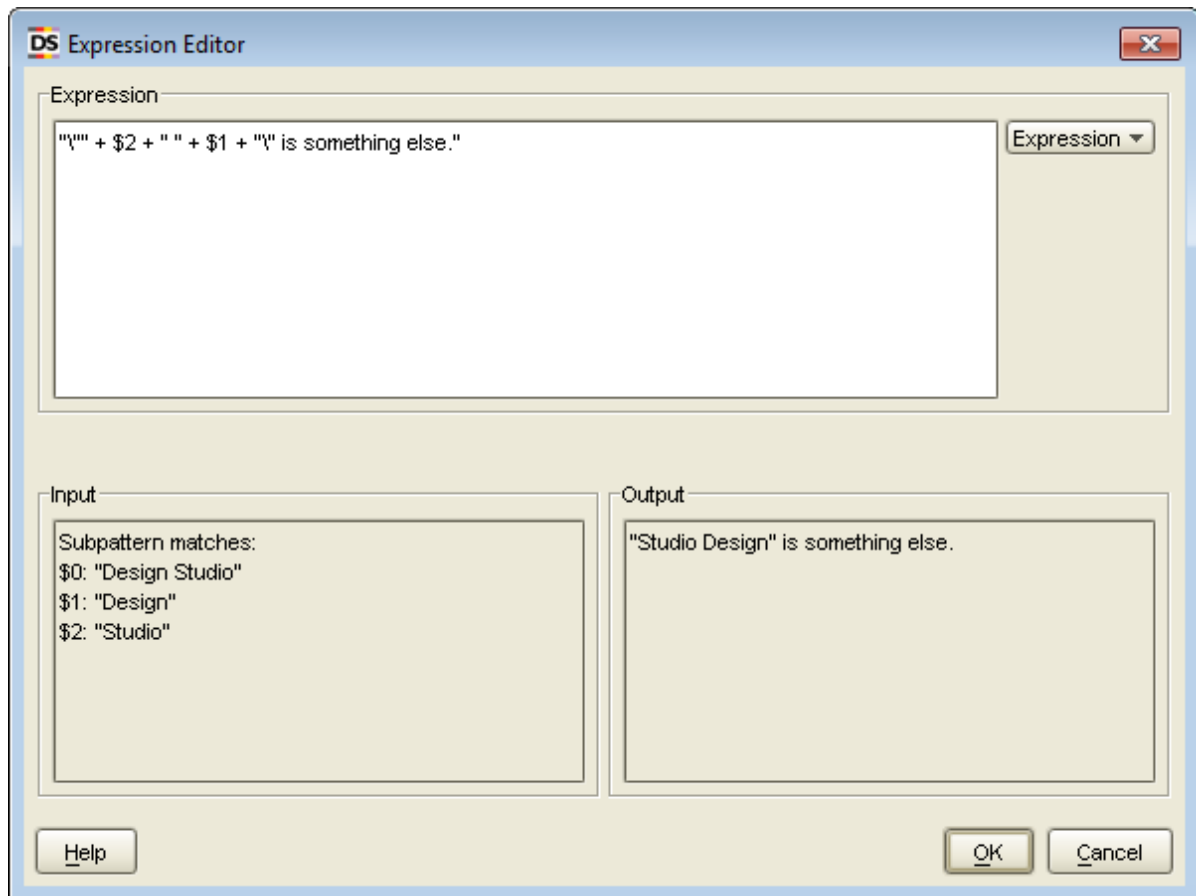 DS Expression Editor
Expression
"\"" + $2 + " " + $1 + "\" is something else."
Expression
Input
Subpattern matches:
$0: "Design Studio"
$1: "Design"
$2: "Studio"
Output
"Studio Design" is something else.
Help
OK
Cancel